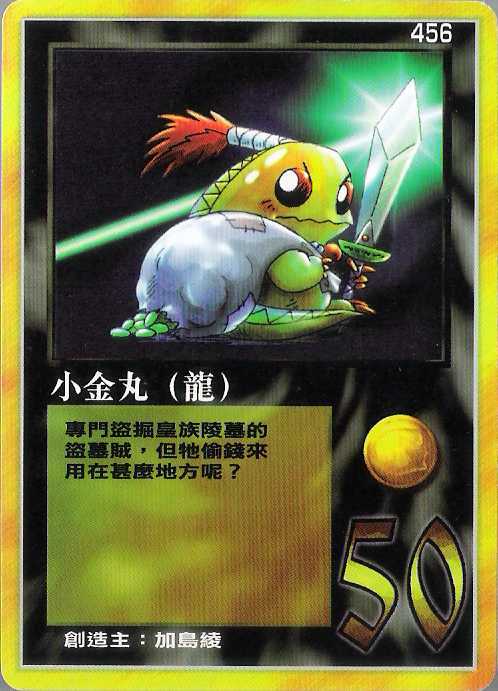 456
小金丸（龍）
專門盜掘皇族陵墓的
盜墓賊，但牠偷錢來
用在甚麼地方呢？
50
創造主：加島綾